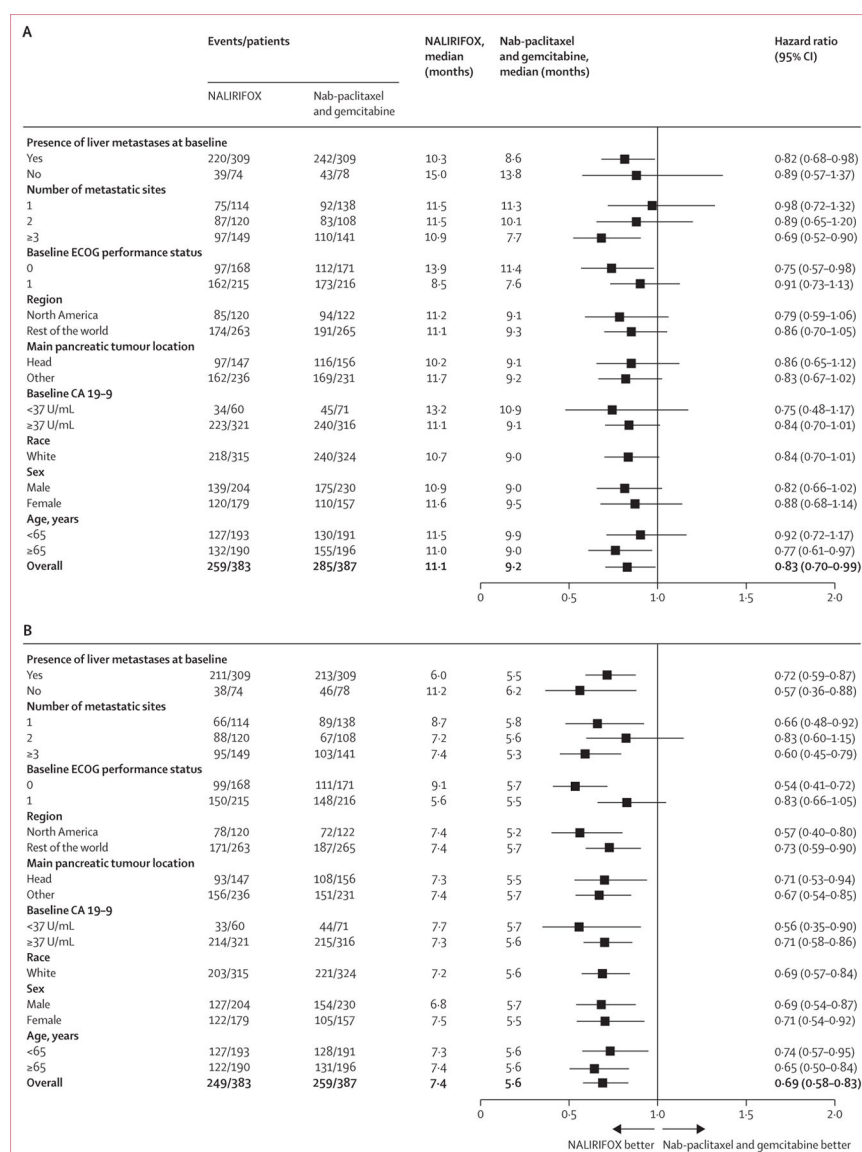 A
Events/patients NALIRIFOX, median (months) Nab-paclitaxel and gemcitabine, median (months) Hazard ratio (95% CI)
NALIRIFOX Nab-paclitaxel and gemcitabine
Presence of liver metastases at baseline
Yes 220/309 242/309 10·3 8·6 0·82 (0·68–0·98)
No 39/74 43/78 15·0 13·8 0·89 (0·57–1·37)
Number of metastatic sites
1 75/114 92/138 11·5 11·3 0·98 (0·72–1·32)
2 87/120 83/108 11·5 10·1 0·89 (0·65–1·20)
≥3 97/149 110/141 10·9 7·7 0·69 (0·52–0·90)
Baseline ECOG performance status
0 97/168 112/171 13·9 11·4 0·75 (0·57–0·98)
1 162/215 173/216 8·5 7·6 0·91 (0·73–1·13)
Region
North America 85/120 94/122 11·2 9·1 0·79 (0·59–1·06)
Rest of the world 174/263 191/265 11·1 9·3 0·86 (0·70–1·05)
Main pancreatic tumour location
Head 97/147 116/156 10·2 9·1 0·86 (0·65–1·12)
Other 162/236 169/231 11·7 9·2 0·83 (0·67–1·02)
Baseline CA 19–9
<37 U/mL 34/60 45/71 13·2 10·9 0·75 (0·48–1·17)
≥37 U/mL 223/321 240/316 11·1 9·1 0·84 (0·70–1·01)
Race
White 218/315 240/324 10·7 9·0 0·84 (0·70–1·01)
Sex
Male 139/204 175/230 10·9 9·0 0·82 (0·66–1·02)
Female 120/179 110/157 11·6 9·5 0·88 (0·68–1·14)
Age, years
<65 127/193 130/191 11·5 9·9 0·92 (0·72–1·17)
≥65 132/190 155/196 11·0 9·0 0·77 (0·61–0·97)
Overall 259/383 285/387 11·1 9·2 0·83 (0·70–0·99)
0 0·5 1·0 1·5 2·0
B
Presence of liver metastases at baseline
Yes 211/309 213/309 6·0 5·5 0·72 (0·59–0·87)
No 38/74 46/78 11·2 6·2 0·57 (0·36–0·88)
Number of metastatic sites
1 66/114 89/138 8·7 5·8 0·66 (0·48–0·92)
2 88/120 67/108 7·2 5·6 0·83 (0·60–1·15)
≥3 95/149 103/141 7·4 5·3 0·60 (0·45–0·79)
Baseline ECOG performance status
0 99/168 111/171 9·1 5·7 0·54 (0·41–0·72)
1 150/215 148/216 5·6 5·5 0·83 (0·66–1·05)
Region
North America 78/120 72/122 7·4 5·2 0·57 (0·40–0·80)
Rest of the world 171/263 187/265 7·4 5·7 0·73 (0·59–0·90)
Main pancreatic tumour location
Head 93/147 108/156 7·3 5·5 0·71 (0·53–0·94)
Other 156/236 151/231 7·4 5·7 0·67 (0·54–0·85)
Baseline CA 19–9
<37 U/mL 33/60 44/71 7·7 5·7 0·56 (0·35–0·90)
≥37 U/mL 214/321 215/316 7·3 5·6 0·71 (0·58–0·86)
Race
White 203/315 221/324 7·2 5·6 0·69 (0·57–0·84)
Sex
Male 127/204 154/230 6·8 5·7 0·69 (0·54–0·87)
Female 122/179 105/157 7·5 5·5 0·71 (0·54–0·92)
Age, years
<65 127/193 128/191 7·3 5·6 0·74 (0·57–0·95)
≥65 122/190 131/196 7·4 5·6 0·65 (0·50–0·84)
Overall 249/383 259/387 7·4 5·6 0·69 (0·58–0·83)
0 0·5 1·0 1·5 2·0
NALIRIFOX better Nab-paclitaxel and gemcitabine better